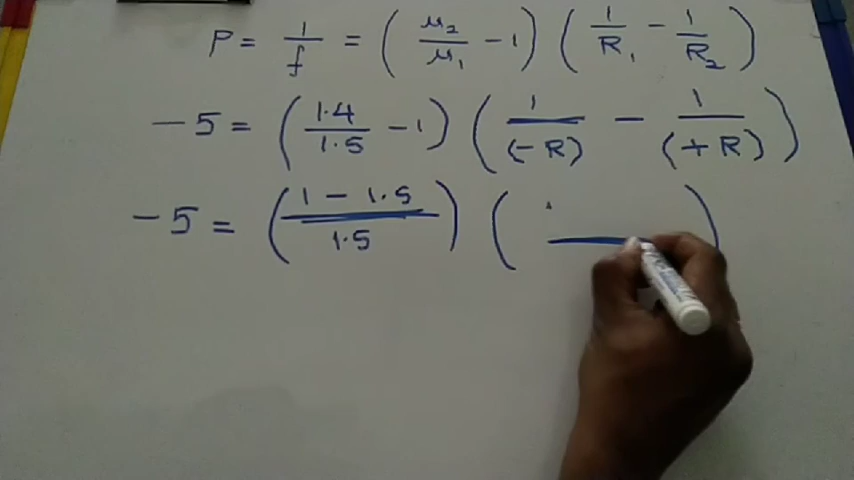 P = 1/f = (μ₂/μ₁ - 1) (1/R₁ - 1/R₂)
-5 = (1.4/1.5 - 1) (1/(-R) - 1/(+R))
-5 = (1 - 1.5/1.5) (